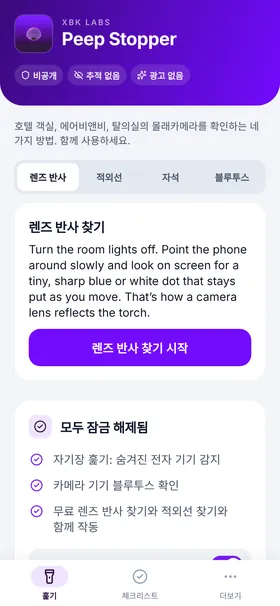 XBK LABS
Peep Stopper
비공개
추적 없음
광고 없음
호텔 객실, 에어비앤비, 탈의실의 몰래카메라를 확인하는 네
가지 방법. 함께 사용하세요.
렌즈 반사
적외선
자석
블루투스
렌즈 반사 찾기
Turn the room lights off. Point the phone
around slowly and look on screen for a
tiny, sharp blue or white dot that stays
put as you move. That's how a camera
lens reflects the torch.
렌즈 반사 찾기 시작
모두 잠금 해제됨
자기장 훑기: 숨겨진 전자 기기 감지
카메라 기기 블루투스 확인
무료 렌즈 반사 찾기와 적외선 찾기와
함께 작동
훑기
체크리스트
더보기